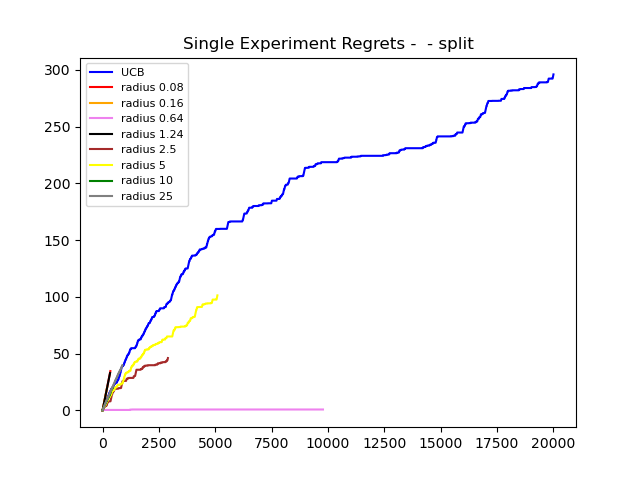 Single Experiment Regrets -  - split
300
250
200
150
100
50
0
UCB
radius 0.08
radius 0.16
radius 0.64
radius 1.24
radius 2.5
radius 5
radius 10
radius 25
0 2500 5000 7500 10000 12500 15000 17500 20000